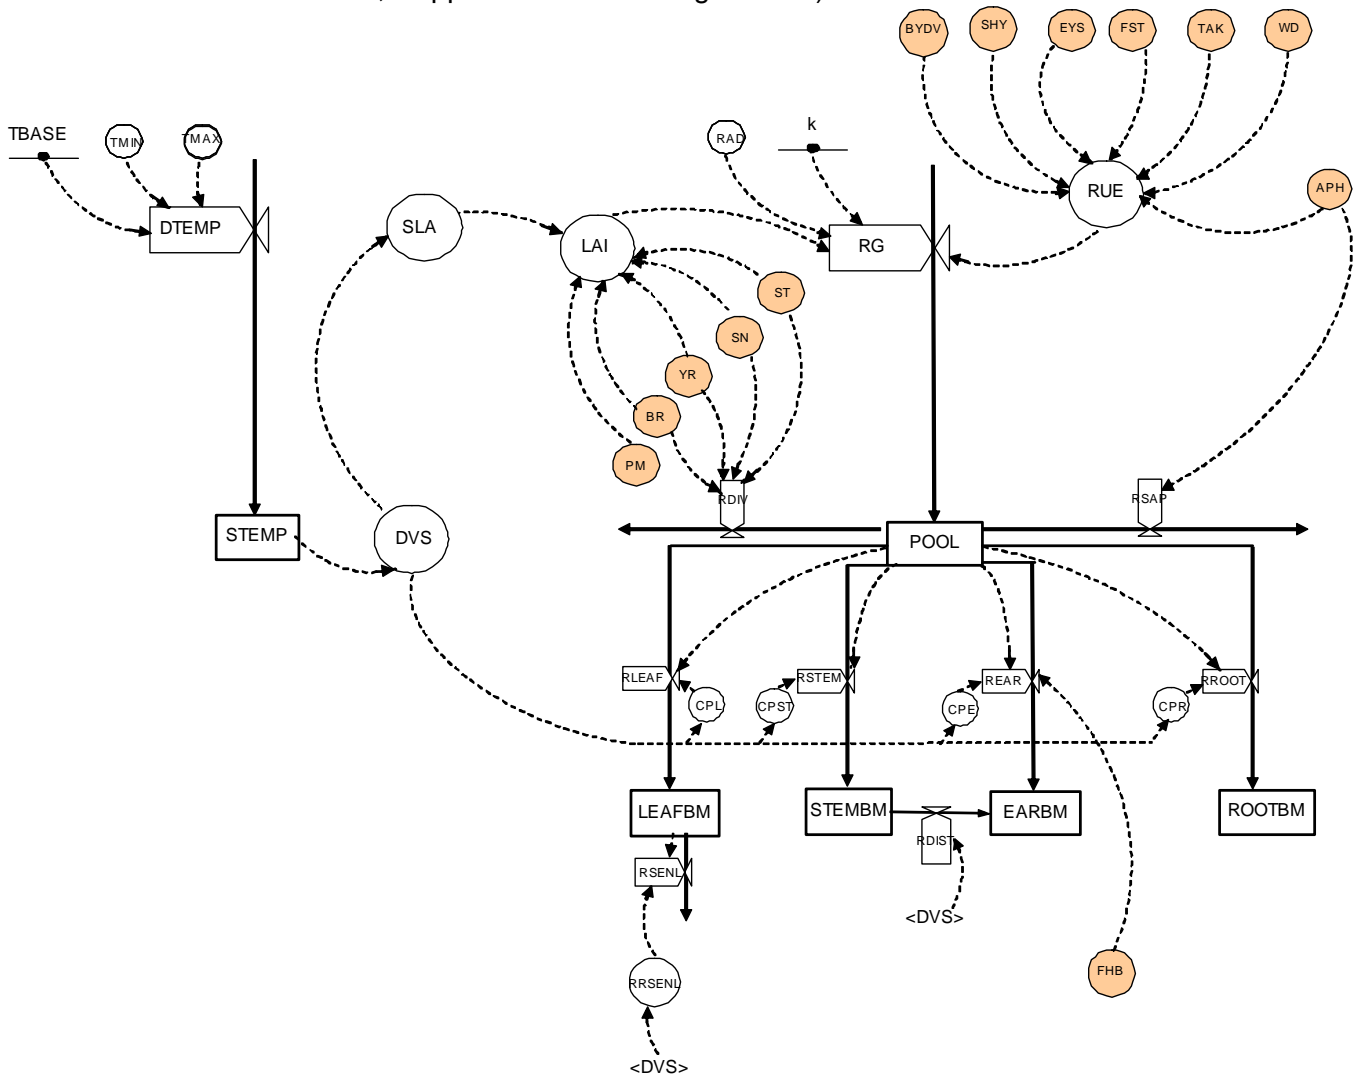 BYDV
SHY
EYS
FST
TAK
WD
TBASE
TMIN
TMAX
RAD
k
RUE
APH
DTEMP
SLA
LAI
RG
ST
SN
YR
BR
PM
RDIV
RSAP
STEMP
DVS
POOL
RLEAF
RSTEM
REAR
RROOT
CPL
CPST
CPE
CPR
LEAFBM
STEMBM
EARBM
ROOTBM
RDIST
RSENL
<DVS>
FHB
RRSENL
<DVS>